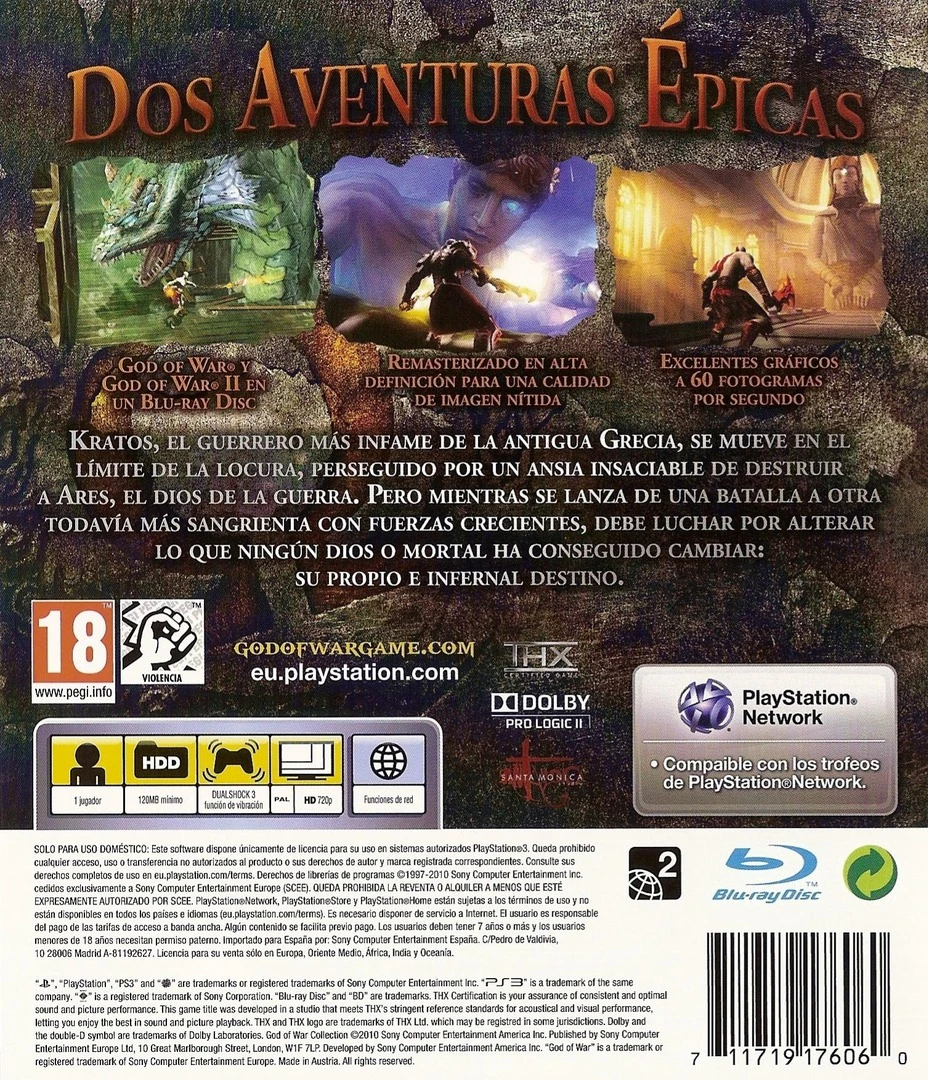 DOS AVENTURAS ÉPICAS
GOD OF WAR® Y
GOD OF WAR® II EN
UN BLU-RAY DISC
REMASTERIZADO EN ALTA
DEFINICIÓN PARA UNA CALIDAD
DE IMAGEN NÍTIDA
EXCELENTES GRÁFICOS
A 60 FOTOGRAMAS
POR SEGUNDO
KRATOS, EL GUERRERO MÁS INFAME DE LA ANTIGUA GRECIA, SE MUEVE EN EL
LÍMITE DE LA LOCURA, PERSEGUIDO POR UN ANSIA INSACIABLE DE DESTRUIR
A ARES, EL DIOS DE LA GUERRA. PERO MIENTRAS SE LANZA DE UNA BATALLA A OTRA
TODAVÍA MÁS SANGRIENTA CON FUERZAS CRECIENTES, DEBE LUCHAR POR ALTERAR
LO QUE NINGÚN DIOS O MORTAL HA CONSEGUIDO CAMBIAR:
SU PROPIO E INFERNAL DESTINO.
18™
www.pegi.info
™
VIOLENCIA
GODOFWARGAME.COM
eu.playstation.com
THX
CERTIFIED GAME
DOLBY
PRO LOGIC II
SANTA MONICA
PlayStation®
Network
• Compaible con los trofeos
de PlayStation®Network.
HDD
1 jugador
120MB mínimo
DUALSHOCK 3
función de vibración
PAL
HD 720p
Funciones de red
SOLO PARA USO DOMÉSTICO: Este software dispone únicamente de licencia para su uso en sistemas autorizados PlayStation®3. Queda prohibido
cualquier acceso, uso o transferencia no autorizados al producto o sus derechos de autor y marca registrada correspondientes. Consulte sus
derechos completos de uso en eu.playstation.com/terms. Derechos de librerías de programas ©1997-2010 Sony Computer Entertainment Inc.
cedidos exclusivamente a Sony Computer Entertainment Europe (SCEE). QUEDA PROHIBIDA LA REVENTA O ALQUILER A MENOS QUE ESTÉ
EXPRESAMENTE AUTORIZADO POR SCEE. PlayStation®Network, PlayStation®Store y PlayStation®Home están sujetas a los términos de uso y no
están disponibles en todos los países e idiomas (eu.playstation.com/terms). Es necesario disponer de servicio a Internet. El usuario es responsable
del pago de las tarifas de acceso a banda ancha. Algún contenido se facilita previo pago. Los usuarios deben tener 7 años o más y los usuarios
menores de 18 años necesitan permiso paterno. Importado para España por: Sony Computer Entertainment España. C/Pedro de Valdivia,
10 28006 Madrid A-81192627. Licencia para su venta sólo en Europa, Oriente Medio, África, India y Oceanía.
2
Blu-ray Disc™
"", "PlayStation", "PS3" and "" are trademarks or registered trademarks of Sony Computer Entertainment Inc. "PS3" is a trademark of the same
company. "" is a registered trademark of Sony Corporation. "Blu-ray Disc" and "BD" are trademarks. THX Certification is your assurance of consistent and optimal
sound and picture performance. This game title was developed in a studio that meets THX's stringent reference standards for acoustical and visual performance,
letting you enjoy the best in sound and picture playback. THX and THX logo are trademarks of THX Ltd. which may be registered in some jurisdictions. Dolby and
the double-D symbol are trademarks of Dolby Laboratories. God of War Collection ©2010 Sony Computer Entertainment America Inc. Published by Sony Computer
Entertainment Europe Ltd, 10 Great Marlborough Street, London, W1F 7LP. Developed by Sony Computer Entertainment America Inc. "God of War" is a trademark or
registered trademark of Sony Computer Entertainment Europe. Made in Austria. All rights reserved.
7 11719 17606 0